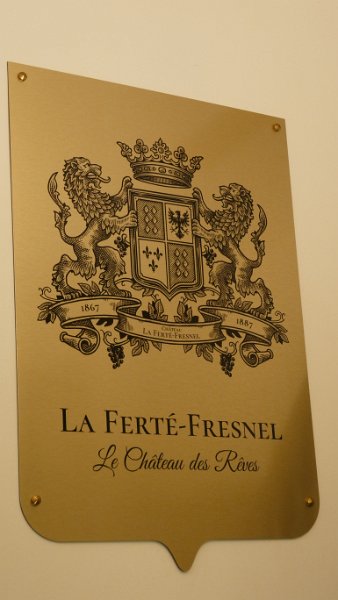 1867
1887
CHÂTEAU
LA FERTÉ-FRESNEL
LA FERTÉ-FRESNEL
Le Château des Rêves